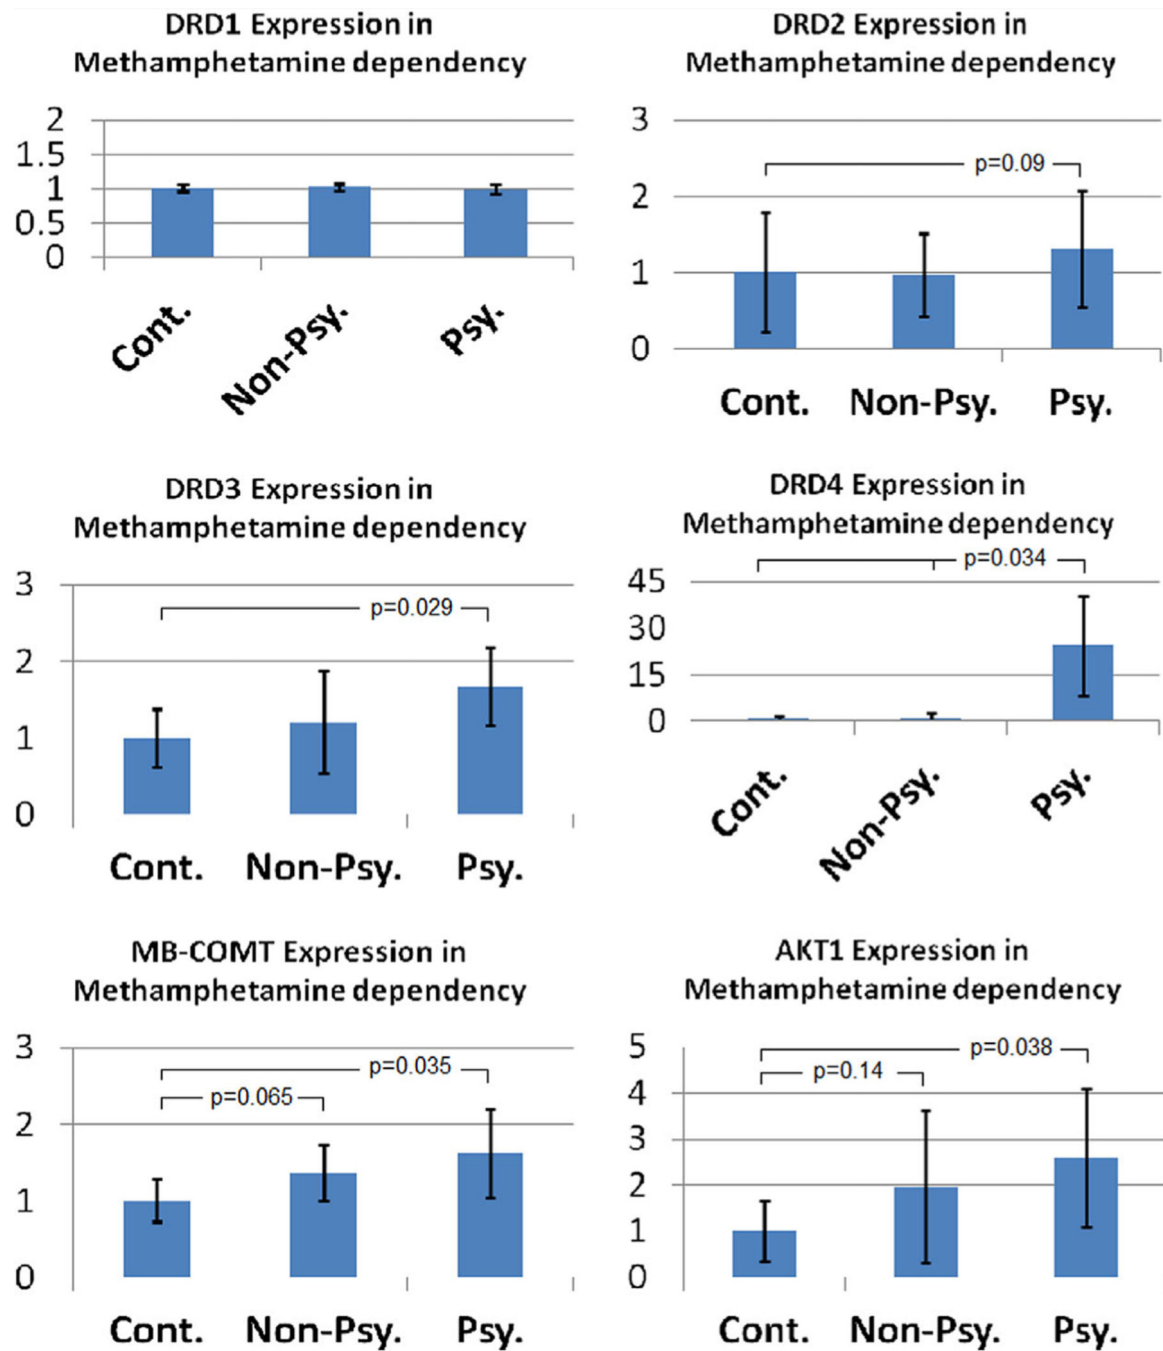 DRD1 Expression in
Methamphetamine dependency
2
1.5
1
0.5
0
Cont.
Non-Psy.
Psy.
DRD2 Expression in
Methamphetamine dependency
3
2
1
0
p=0.09
Cont. Non-Psy. Psy.
DRD3 Expression in
Methamphetamine dependency
3
2
1
0
p=0.029
Cont. Non-Psy. Psy.
DRD4 Expression in
Methamphetamine dependency
p=0.034
45
30
15
0
Cont.
Non-Psy.
Psy.
MB-COMT Expression in
Methamphetamine dependency
3
2
1
0
p=0.035
p=0.065
Cont. Non-Psy. Psy.
AKT1 Expression in
Methamphetamine dependency
5
4
3
2
1
0
p=0.038
p=0.14
Cont. Non-Psy. Psy.